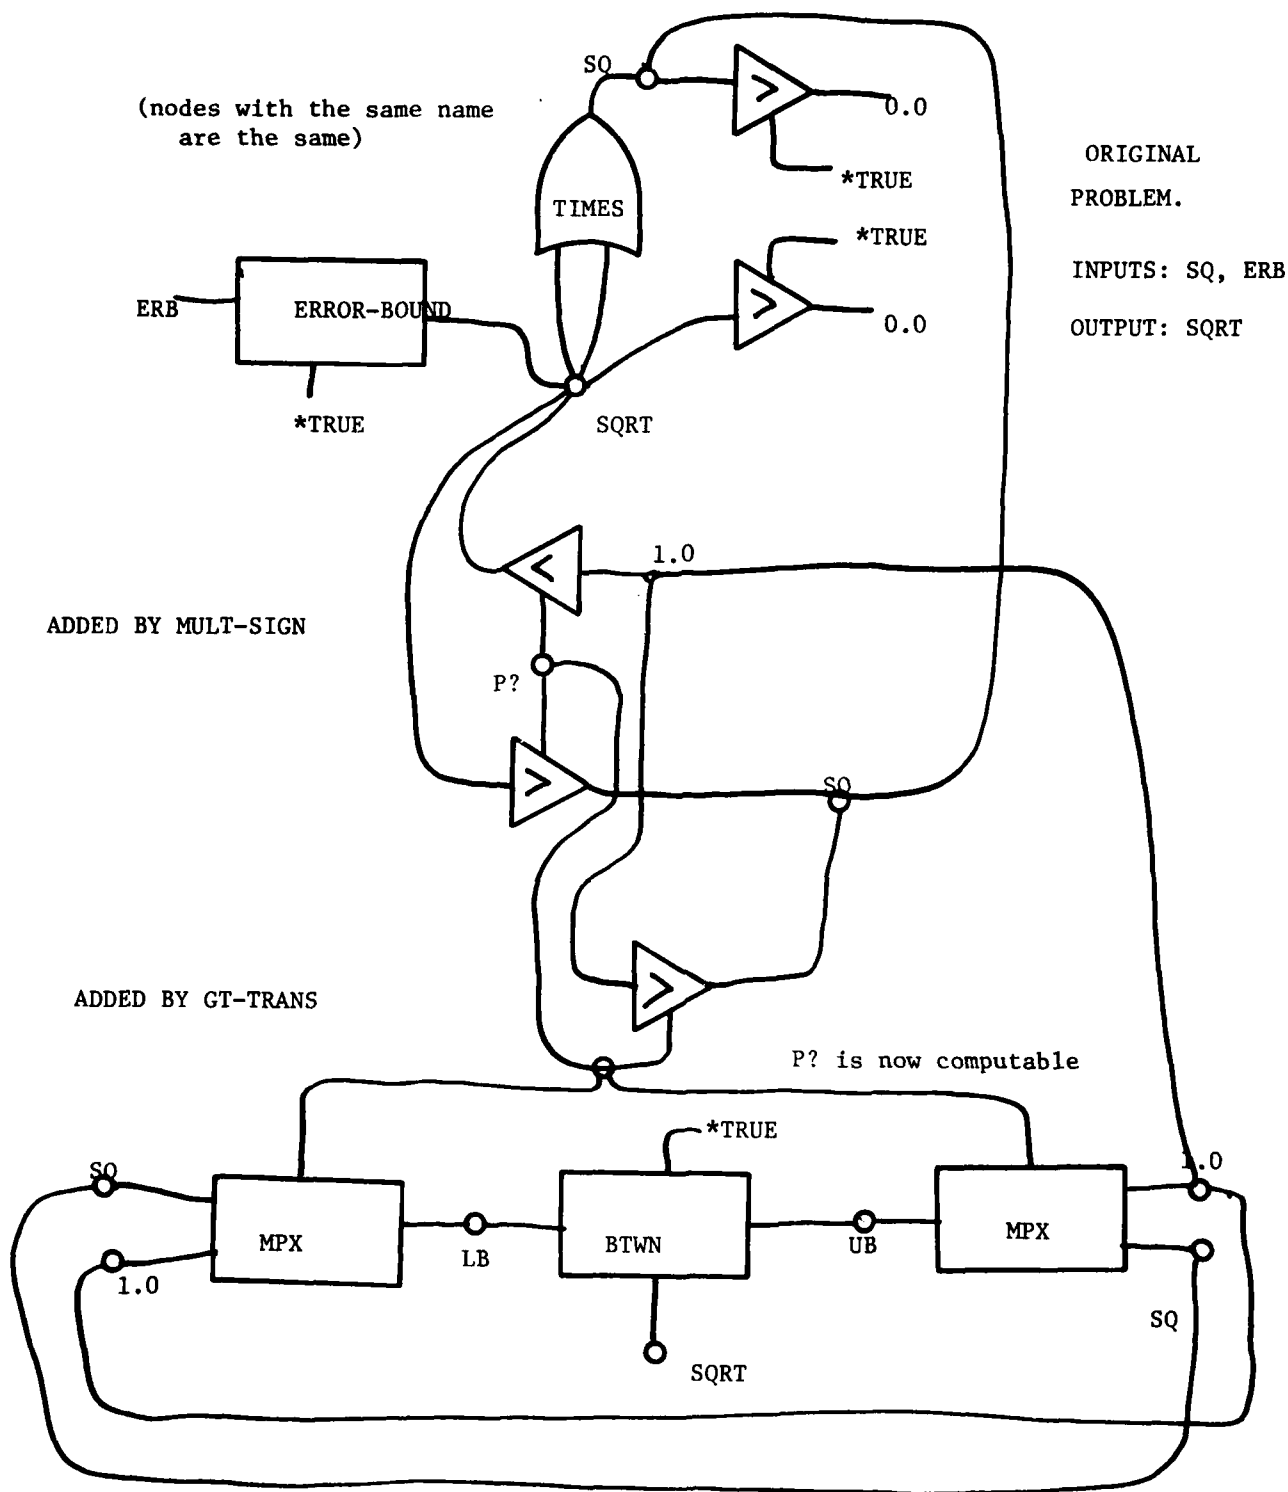 SQ
(nodes with the same name
are the same)
>
0.0
ORIGINAL
PROBLEM.
*TRUE
TIMES
*TRUE
INPUTS: SQ, ERB
ERB
ERROR-BOUND
>
0.0
OUTPUT: SQRT
*TRUE
SQRT
<
1.0
ADDED BY MULT-SIGN
P?
>
SQ
ADDED BY GT-TRANS
>
P? is now computable
*TRUE
SQ
1.0
MPX
LB
BTWN
UB
MPX
1.0
SQ
SQRT